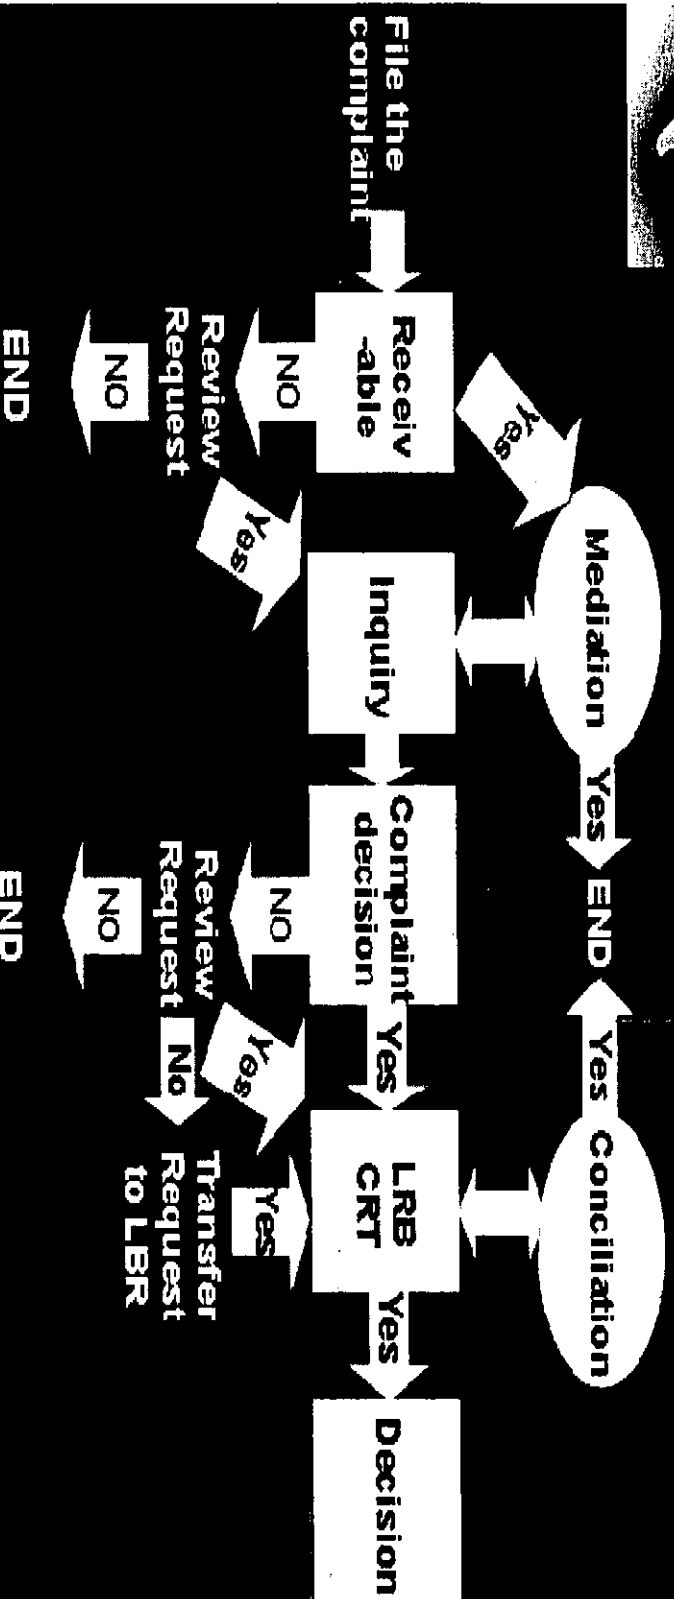 File the
complaint
Receiv
-able
Yes
NO
Review
Request
NO
END
Yes
Mediation
Yes
END
Inquiry
Complaint
decision
NO
Review
Request
NO
END
Yes
No
Yes
Transfer
Request
to LBR
Yes
LRB
CRT
Yes
Conciliation
Yes
Decision